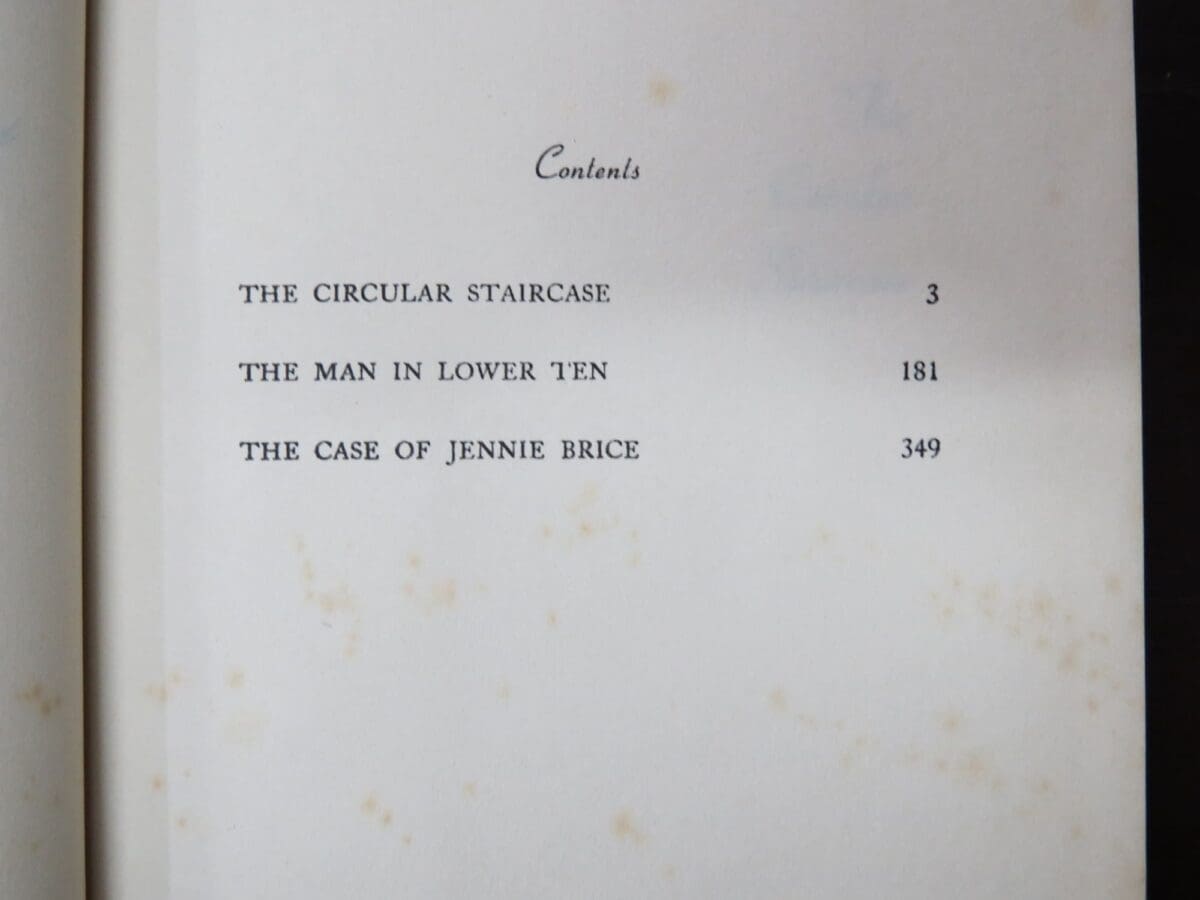 Contents
THE CIRCULAR STAIRCASE 3
THE MAN IN LOWER TEN 181
THE CASE OF JENNIE BRICE 349